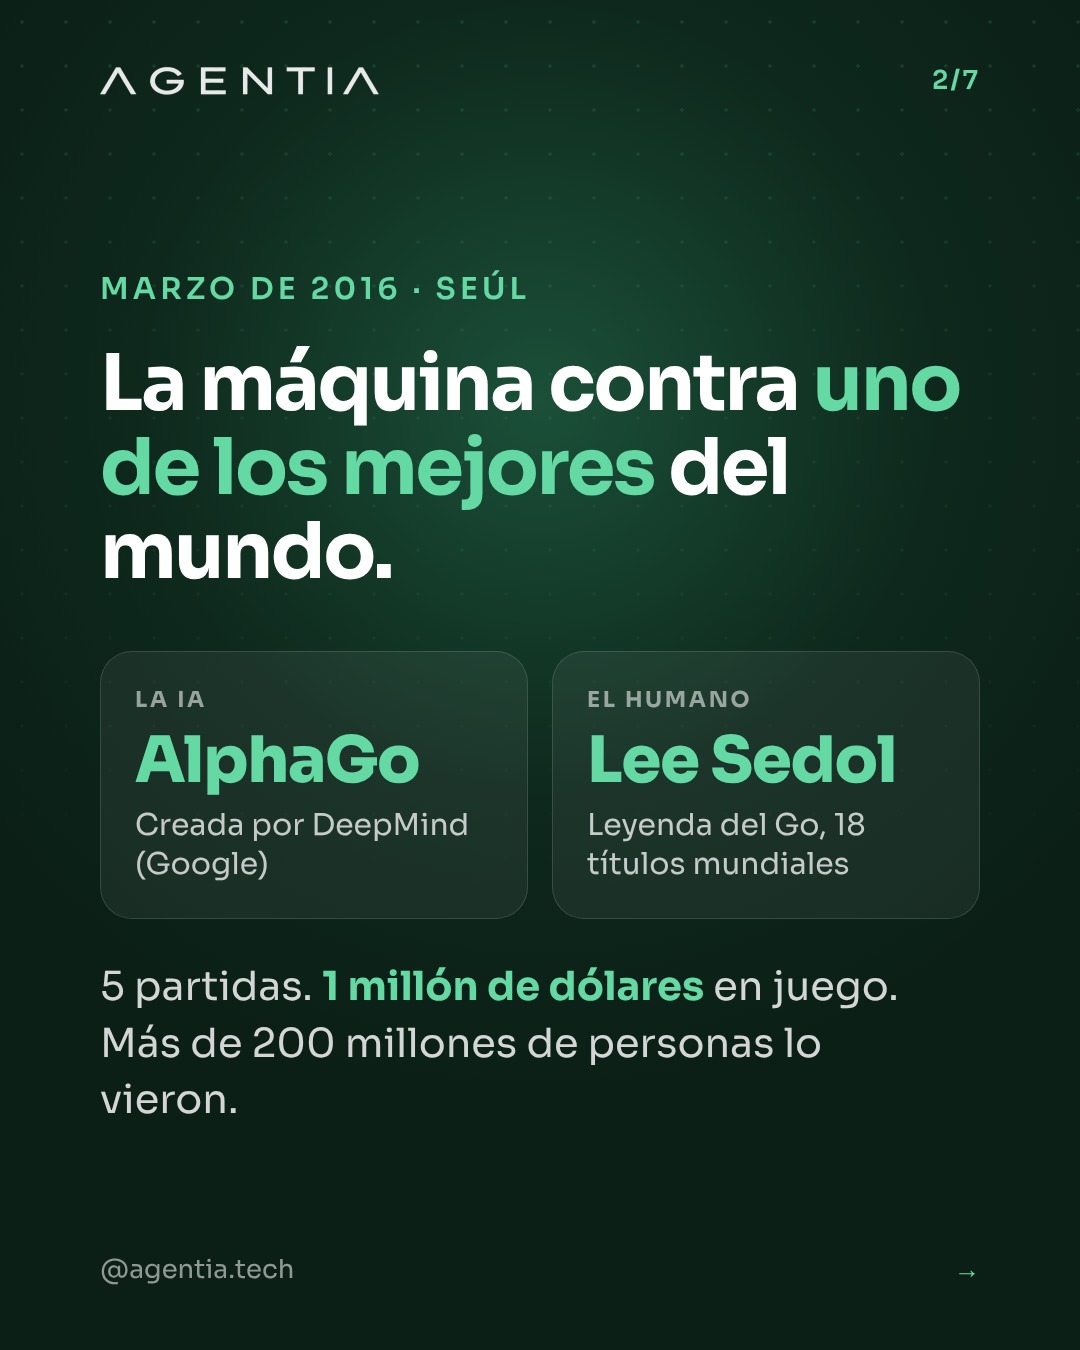 AGENTIA
2/7
MARZO DE 2016 · SEÚL
La máquina contra uno
de los mejores del
mundo.
LA IA
AlphaGo
Creada por DeepMind
(Google)
EL HUMANO
Lee Sedol
Leyenda del Go, 18
títulos mundiales
5 partidas. 1 millón de dólares en juego.
Más de 200 millones de personas lo
vieron.
@agentia.tech
→